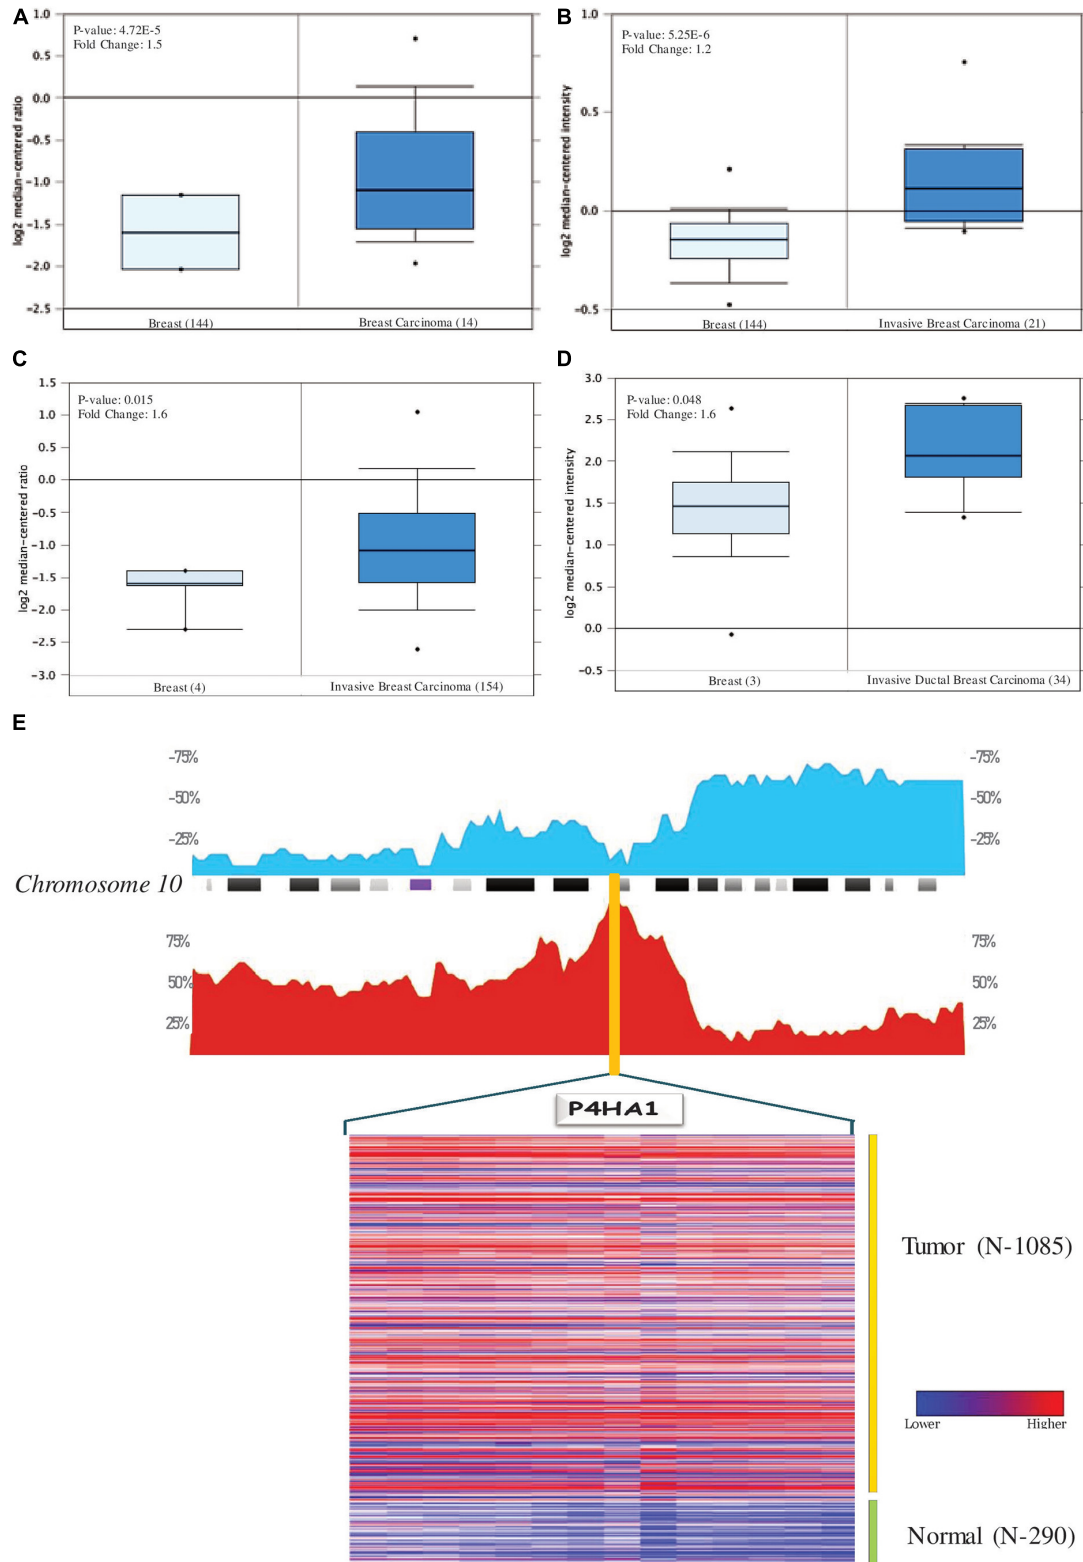 A
log2 median-centered ratio
1.0
0.5
0.0
−0.5
−1.0
−1.5
−2.0
−2.5
P-value: 4.72E-5
Fold Change: 1.5
Breast (144)
Breast Carcinoma (14)
B
log2 median-centered intensity
1.0
0.5
0.0
−0.5
P-value: 5.25E-6
Fold Change: 1.2
Breast (144)
Invasive Breast Carcinoma (21)
C
log2 median-centered ratio
1.5
1.0
0.5
0.0
−0.5
−1.0
−1.5
−2.0
−2.5
−3.0
P-value: 0.015
Fold Change: 1.6
Breast (4)
Invasive Breast Carcinoma (154)
D
log2 median-centered intensity
3.0
2.5
2.0
1.5
1.0
0.5
0.0
−0.5
P-value: 0.048
Fold Change: 1.6
Breast (3)
Invasive Ductal Breast Carcinoma (34)
E
-75%
-75%
-50%
-50%
-25%
-25%
Chromosome 10
75%
75%
50%
50%
25%
25%
P4HA1
Tumor (N-1085)
Lower
Higher
Normal (N-290)